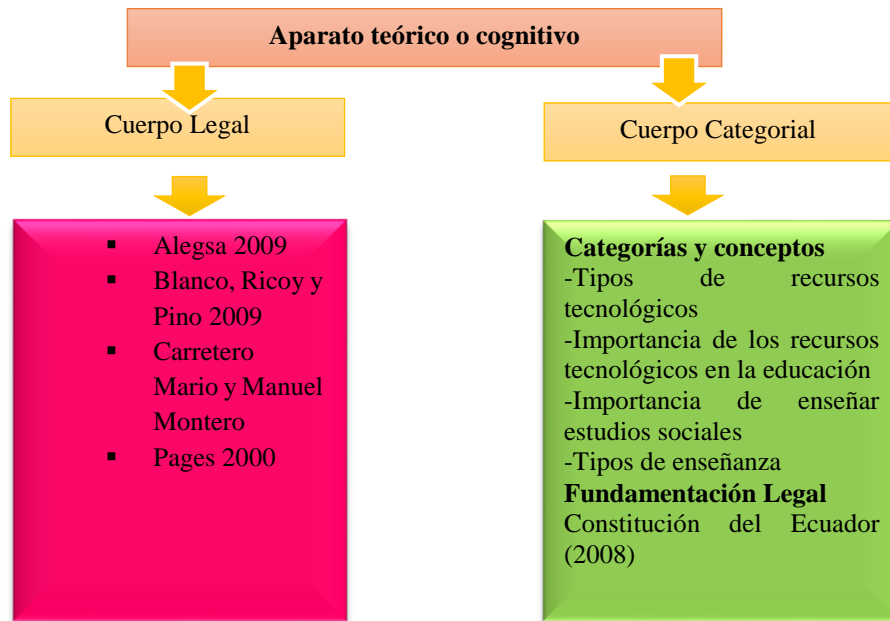 Aparato teórico o cognitivo
Cuerpo Legal
Cuerpo Categorial
▪ Alegsa 2009
▪ Blanco, Ricoy y
Pino 2009
▪ Carretero
Mario y Manuel
Montero
▪ Pages 2000
Categorías y conceptos
-Tipos de recursos
tecnológicos
-Importancia de los recursos
tecnológicos en la educación
-Importancia de enseñar
estudios sociales
-Tipos de enseñanza
Fundamentación Legal
Constitución del Ecuador
(2008)